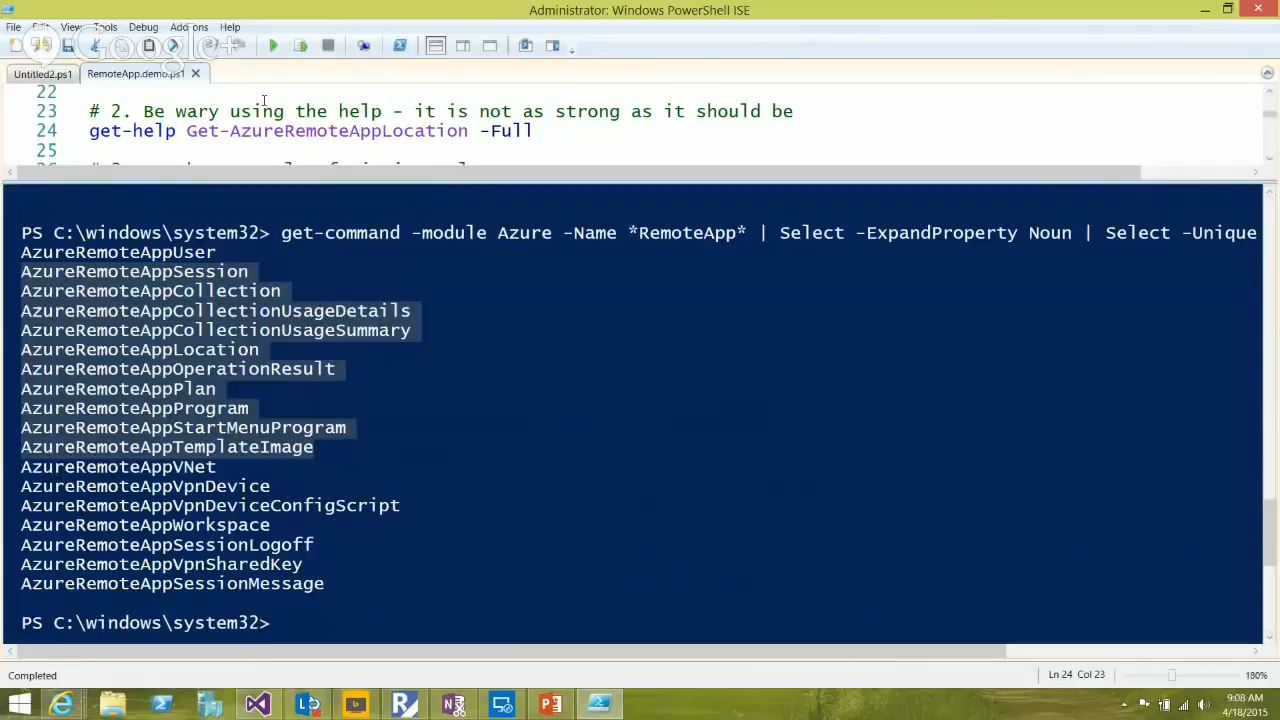 Administrator: Windows PowerShell ISE
File Edit View Tools Debug Add-ons Help
Google+
Untitled2.ps1 RemoteApp.demo.ps1
22
23 # 2. Be wary using the help - it is not as strong as it should be
24 get-help Get-AzureRemoteAppLocation -Full
25
PS C:\windows\system32> get-command -module Azure -Name *RemoteApp* | Select -ExpandProperty Noun | Select -Unique
AzureRemoteAppUser
AzureRemoteAppSession
AzureRemoteAppCollection
AzureRemoteAppCollectionUsageDetails
AzureRemoteAppCollectionUsageSummary
AzureRemoteAppLocation
AzureRemoteAppOperationResult
AzureRemoteAppPlan
AzureRemoteAppProgram
AzureRemoteAppStartMenuProgram
AzureRemoteAppTemplateImage
AzureRemoteAppVNet
AzureRemoteAppVpnDevice
AzureRemoteAppVpnDeviceConfigScript
AzureRemoteAppWorkspace
AzureRemoteAppSessionLogoff
AzureRemoteAppVpnSharedKey
AzureRemoteAppSessionMessage
PS C:\windows\system32>
Completed Ln 24 Col 23 180%
9:08 AM
4/18/2015